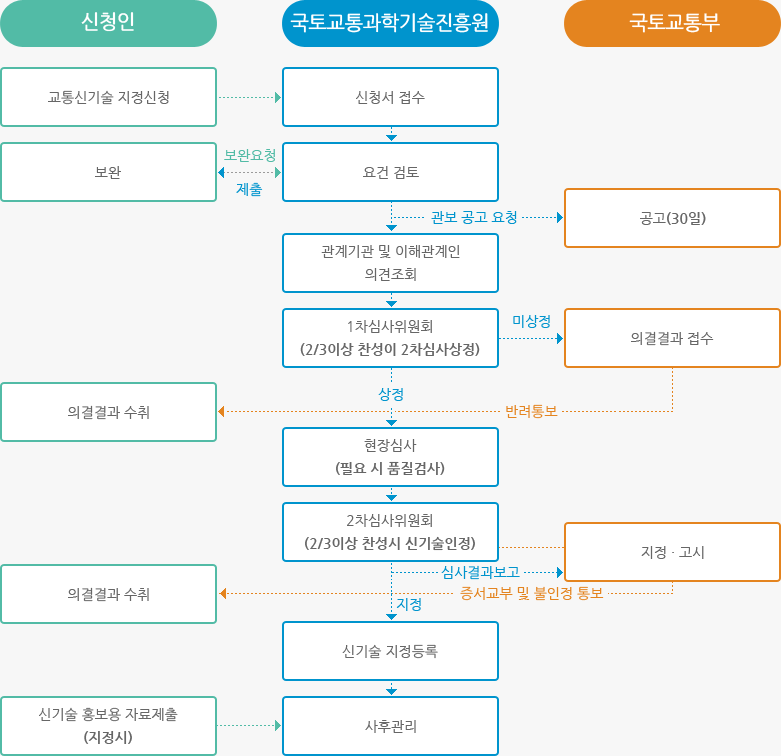 신청인
국토교통과학기술진흥원
국토교통부
교통신기술 지정신청
신청서 접수
보완
보완요청
제출
요건 검토
관보 공고 요청
공고(30일)
관계기관 및 이해관계인
의견조회
1차심사위원회
(2/3이상 찬성이 2차심사상정)
미상정
의결결과 접수
상정
의결결과 수취
반려통보
현장심사
(필요 시 품질검사)
2차심사위원회
(2/3이상 찬성시 신기술인정)
지정 · 고시
심사결과보고
의결결과 수취
증서교부 및 불인정 통보
지정
신기술 지정등록
신기술 홍보용 자료제출
(지정시)
사후관리